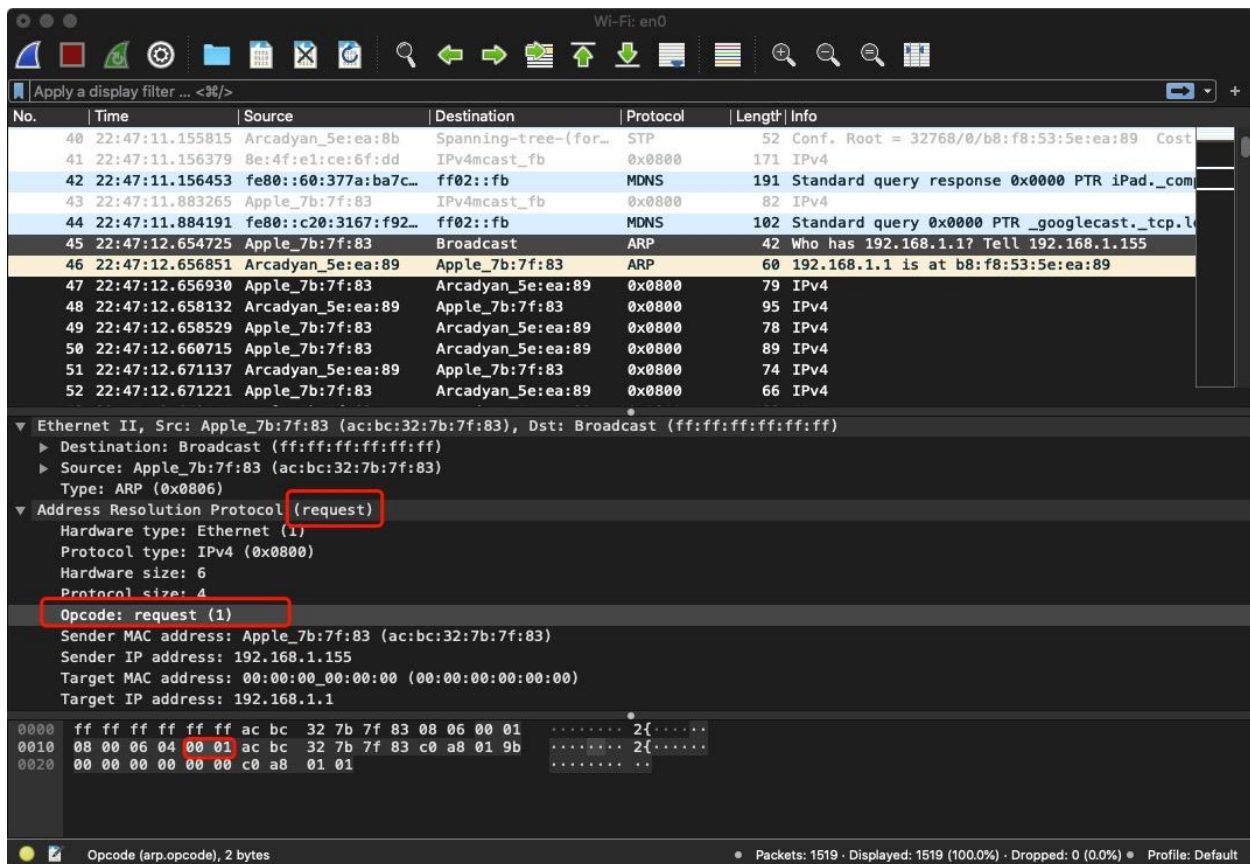 Wi-Fi: en0
Apply a display filter ... <⌘/>
No. Time Source Destination Protocol Length Info
40 22:47:11.155815 Arcadyan_5e:ea:8b Spanning-tree-(for… STP 52 Conf. Root = 32768/0/b8:f8:53:5e:ea:89 Cost
41 22:47:11.156379 8e:4f:e1:ce:6f:dd IPv4mcast_fb 0x0800 171 IPv4
42 22:47:11.156453 fe80::60:377a:ba7c… ff02::fb MDNS 191 Standard query response 0x0000 PTR iPad._com
43 22:47:11.883265 Apple_7b:7f:83 IPv4mcast_fb 0x0800 82 IPv4
44 22:47:11.884191 fe80::c20:3167:f92… ff02::fb MDNS 102 Standard query 0x0000 PTR _googlecast._tcp.l
45 22:47:12.654725 Apple_7b:7f:83 Broadcast ARP 42 Who has 192.168.1.1? Tell 192.168.1.155
46 22:47:12.656851 Arcadyan_5e:ea:89 Apple_7b:7f:83 ARP 60 192.168.1.1 is at b8:f8:53:5e:ea:89
47 22:47:12.656930 Apple_7b:7f:83 Arcadyan_5e:ea:89 0x0800 79 IPv4
48 22:47:12.658132 Arcadyan_5e:ea:89 Apple_7b:7f:83 0x0800 95 IPv4
49 22:47:12.658529 Apple_7b:7f:83 Arcadyan_5e:ea:89 0x0800 78 IPv4
50 22:47:12.660715 Apple_7b:7f:83 Arcadyan_5e:ea:89 0x0800 89 IPv4
51 22:47:12.671137 Arcadyan_5e:ea:89 Apple_7b:7f:83 0x0800 74 IPv4
52 22:47:12.671221 Apple_7b:7f:83 Arcadyan_5e:ea:89 0x0800 66 IPv4
Ethernet II, Src: Apple_7b:7f:83 (ac:bc:32:7b:7f:83), Dst: Broadcast (ff:ff:ff:ff:ff:ff)
Destination: Broadcast (ff:ff:ff:ff:ff:ff)
Source: Apple_7b:7f:83 (ac:bc:32:7b:7f:83)
Type: ARP (0x0806)
Address Resolution Protocol (request)
Hardware type: Ethernet (1)
Protocol type: IPv4 (0x0800)
Hardware size: 6
Protocol size: 4
Opcode: request (1)
Sender MAC address: Apple_7b:7f:83 (ac:bc:32:7b:7f:83)
Sender IP address: 192.168.1.155
Target MAC address: 00:00:00_00:00:00 (00:00:00:00:00:00)
Target IP address: 192.168.1.1
0000 ff ff ff ff ff ff ac bc 32 7b 7f 83 08 06 00 01 ········ 2{······
0010 08 00 06 04 00 01 ac bc 32 7b 7f 83 c0 a8 01 9b ········ 2{······
0020 00 00 00 00 00 00 c0 a8 01 01 ········ ··
Opcode (arp.opcode), 2 bytes
Packets: 1519 · Displayed: 1519 (100.0%) · Dropped: 0 (0.0%)
Profile: Default